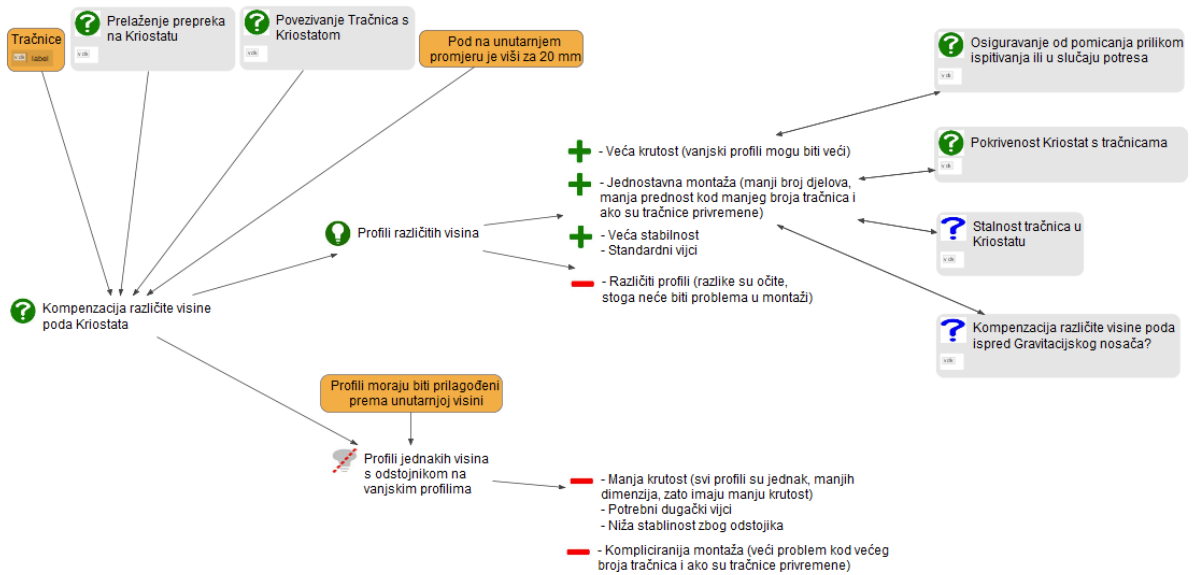 Tračnice
label
Prelaženje prepreka
na Kriostatu
Povezivanje Tračnica s
Kriostatom
Pod na unutarnjem
promjeru je viši za 20 mm
Osiguravanje od pomicanja prilikom
ispitivanja ili u slučaju potresa
Pokrivenost Kriostat s tračnicama
Stalnost tračnica u
Kriostatu
Kompenzacija različite visine poda
ispred Gravitacijskog nosača?
- Veća krutost (vanjski profili mogu biti veći)
- Jednostavna montaža (manji broj djelova,
manja prednost kod manjeg broja tračnica i
ako su tračnice privremene)
- Veća stabilnost
- Standardni vijci
- Različiti profili (razlike su očite,
stoga neće biti problema u montaži)
Profili različitih visina
Kompenzacija različite visine
poda Kriostata
Profili moraju biti prilagođeni
prema unutarnjoj visini
Profili jednakih visina
s odstojnikom na
vanjskim profilima
- Manja krutost (svi profili su jednak, manjih
dimenzija, zato imaju manju krutost)
- Potrebni dugački vijci
- Niža stablinost zbog odstojika
- Kompliciranija montaža (veći problem kod većeg
broja tračnica i ako su tračnice privremene)